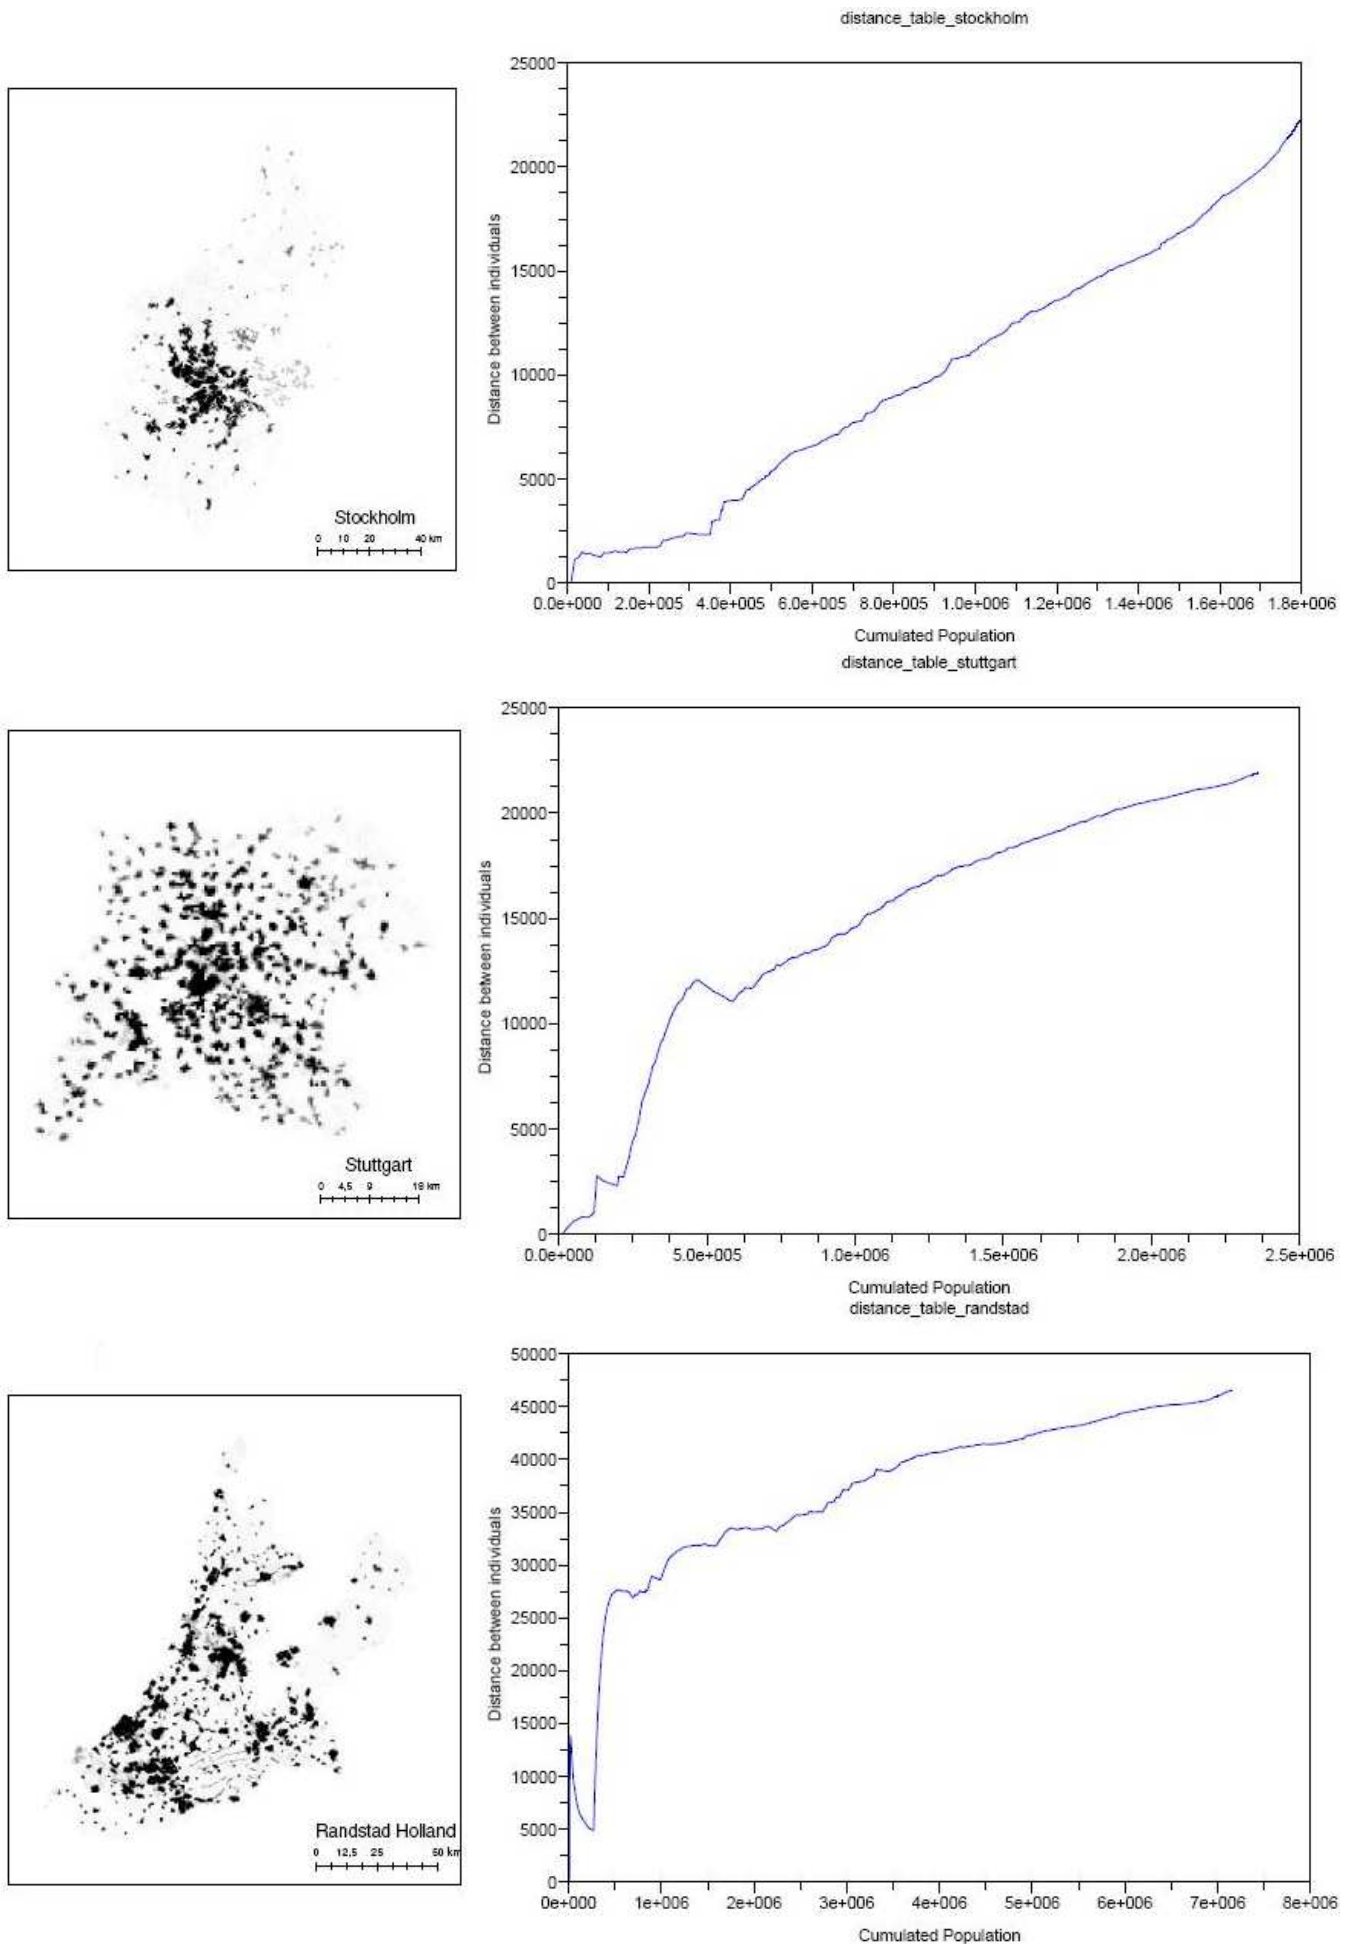 distance_table_stockholm
25000
20000
15000
10000
5000
0
Distance between individuals
0.0e+000 2.0e+005 4.0e+005 6.0e+005 8.0e+005 1.0e+006 1.2e+006 1.4e+006 1.6e+006 1.8e+006
Cumulated Population
Stockholm
0 10 20 40 km
distance_table_stuttgart
25000
20000
15000
10000
5000
0
Distance between individuals
0.0e+000 5.0e+005 1.0e+006 1.5e+006 2.0e+006 2.5e+006
Cumulated Population
Stuttgart
0 4,5 9 18 km
distance_table_randstad
50000
45000
40000
35000
30000
25000
20000
15000
10000
5000
0
Distance between individuals
0e+000 1e+006 2e+006 3e+006 4e+006 5e+006 6e+006 7e+006 8e+006
Cumulated Population
Randstad Holland
0 12,5 25 50 km